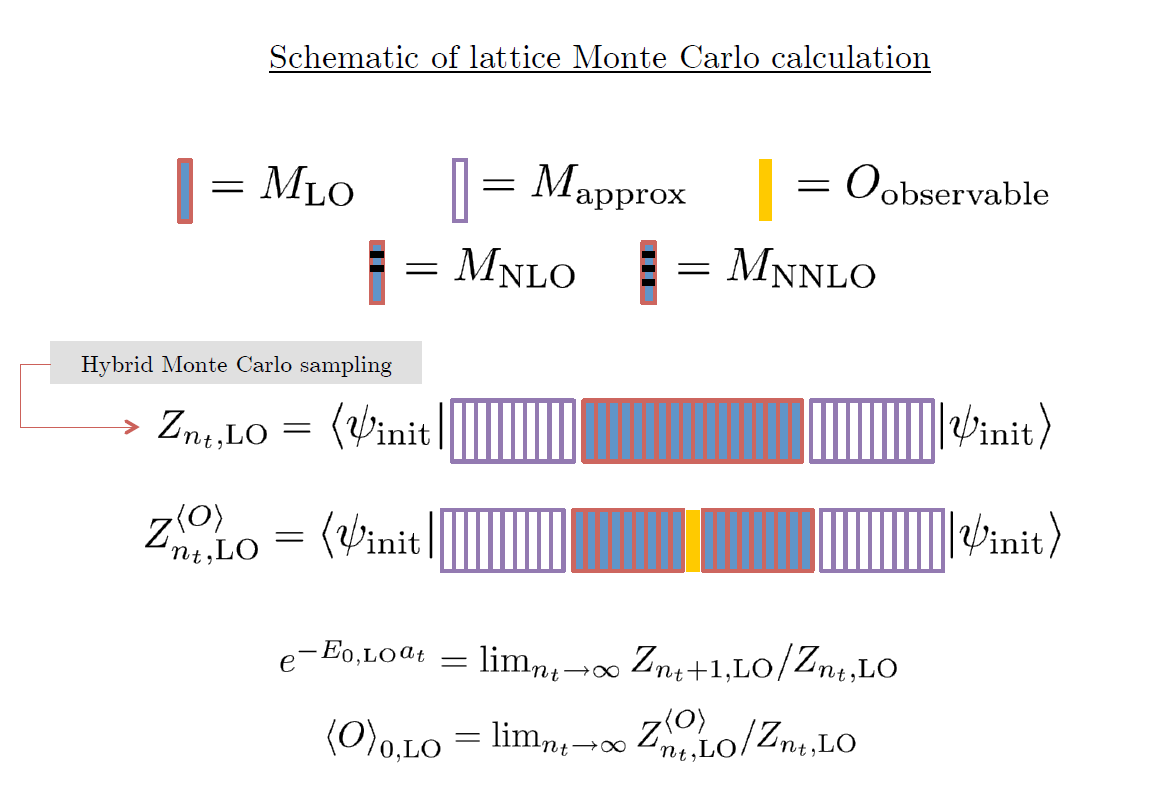 Schematic of lattice Monte Carlo calculation
= M_LO = M_approx = O_observable
= M_NLO = M_NNLO
Hybrid Monte Carlo sampling
Z_{n_t,LO} = ⟨ψ_init| |ψ_init⟩
Z^{⟨O⟩}_{n_t,LO} = ⟨ψ_init| |ψ_init⟩
e^{−E_{0,LO} a_t} = lim_{n_t→∞} Z_{n_t+1,LO}/Z_{n_t,LO}
⟨O⟩_{0,LO} = lim_{n_t→∞} Z^{⟨O⟩}_{n_t,LO}/Z_{n_t,LO}